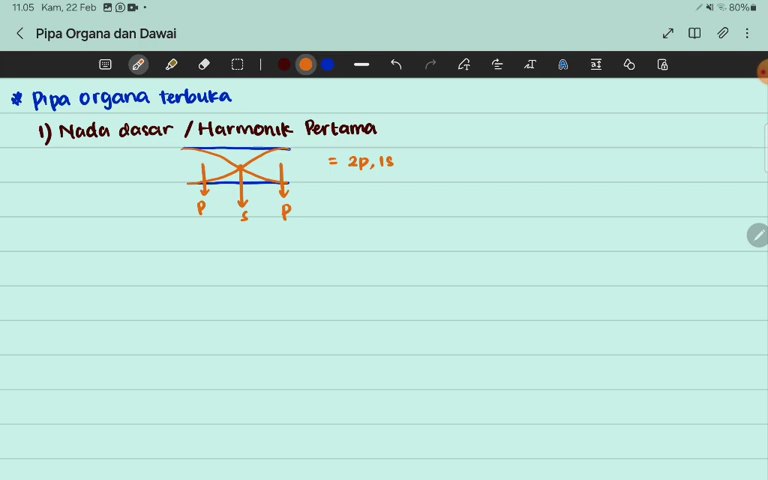 11.05 Kam, 22 Feb 80%
Pipa Organa dan Dawai
* Pipa organa terbuka
1) Nada dasar / Harmonik Pertama
= 2p, 1s
P s P